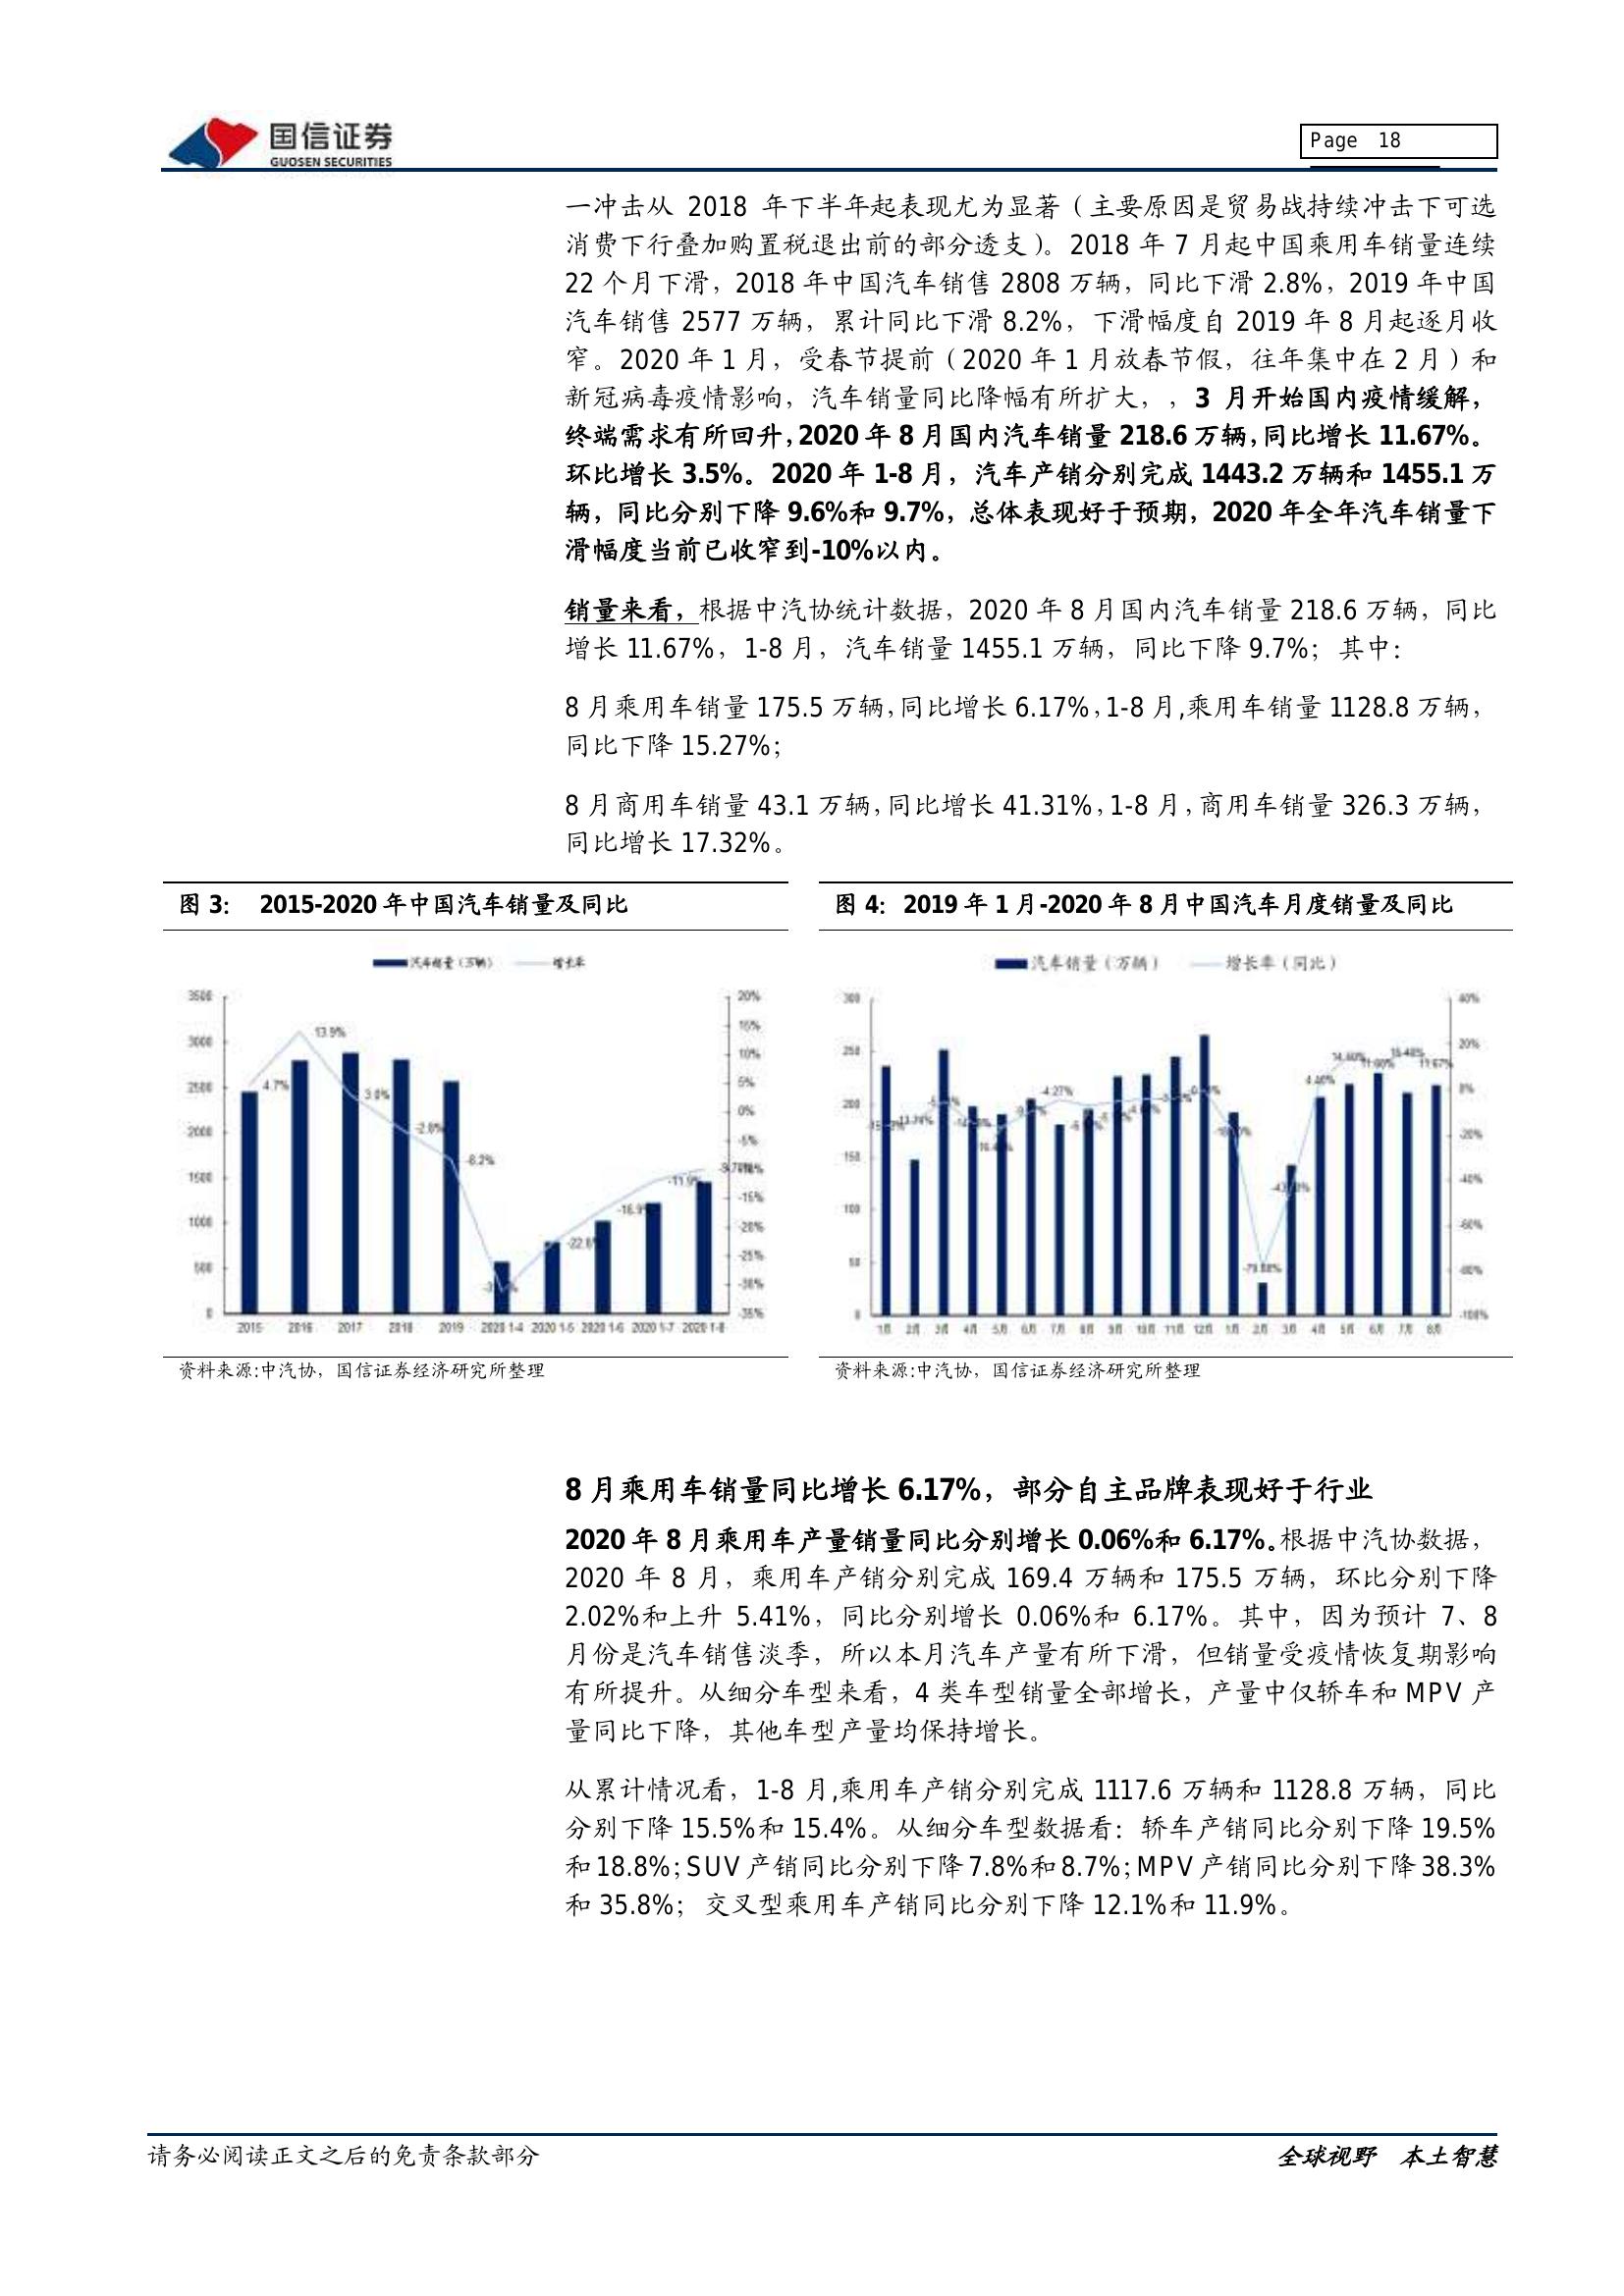 国信证券
GUOSEN SECURITIES
Page 18
一冲击从 2018 年下半年起表现尤为显著（主要原因是贸易战持续冲击下可选
消费下行叠加购置税退出前的部分透支）。2018 年 7 月起中国乘用车销量连续
22 个月下滑，2018 年中国汽车销售 2808 万辆，同比下滑 2.8%，2019 年中国
汽车销售 2577 万辆，累计同比下滑 8.2%，下滑幅度自 2019 年 8 月起逐月收
窄。2020 年 1 月，受春节提前（2020 年 1 月放春节假，往年集中在 2 月）和
新冠病毒疫情影响，汽车销量同比降幅有所扩大，，3 月开始国内疫情缓解，
终端需求有所回升，2020 年 8 月国内汽车销量 218.6 万辆，同比增长 11.67%。
环比增长 3.5%。2020 年 1-8 月，汽车产销分别完成 1443.2 万辆和 1455.1 万
辆，同比分别下降 9.6%和 9.7%，总体表现好于预期，2020 年全年汽车销量下
滑幅度当前已收窄到-10%以内。
销量来看，根据中汽协统计数据，2020 年 8 月国内汽车销量 218.6 万辆，同比
增长 11.67%，1-8 月，汽车销量 1455.1 万辆，同比下降 9.7%；其中：
8 月乘用车销量 175.5 万辆，同比增长 6.17%，1-8 月,乘用车销量 1128.8 万辆，
同比下降 15.27%；
8 月商用车销量 43.1 万辆，同比增长 41.31%，1-8 月，商用车销量 326.3 万辆，
同比增长 17.32%。
图 3： 2015-2020 年中国汽车销量及同比
汽车销量（万辆） 增长率
3500
3000
2500
2000
1500
1000
500
0
20%
15%
10%
5%
0%
-5%
-10%
-15%
-20%
-25%
-30%
-35%
4.7%
13.9%
3.0%
-2.8%
-8.2%
-22.6%
-16.9%
-11.9%
2015 2016 2017 2018 2019 2020 1-4 2020 1-5 2020 1-6 2020 1-7 2020 1-8
资料来源:中汽协，国信证券经济研究所整理
图 4： 2019 年 1 月-2020 年 8 月中国汽车月度销量及同比
汽车销量（万辆） 增长率（同比）
300
250
200
150
100
50
0
40%
20%
0%
-20%
-40%
-60%
-80%
-100%
-4.27%
4.40%
11.67%
1月 2月 3月 4月 5月 6月 7月 8月 9月 10月 11月 12月 1月 2月 3月 4月 5月 6月 7月 8月
资料来源:中汽协，国信证券经济研究所整理
8 月乘用车销量同比增长 6.17%，部分自主品牌表现好于行业
2020 年 8 月乘用车产量销量同比分别增长 0.06%和 6.17%。根据中汽协数据，
2020 年 8 月，乘用车产销分别完成 169.4 万辆和 175.5 万辆，环比分别下降
2.02%和上升 5.41%，同比分别增长 0.06%和 6.17%。其中，因为预计 7、8
月份是汽车销售淡季，所以本月汽车产量有所下滑，但销量受疫情恢复期影响
有所提升。从细分车型来看，4 类车型销量全部增长，产量中仅轿车和 MPV 产
量同比下降，其他车型产量均保持增长。
从累计情况看，1-8 月,乘用车产销分别完成 1117.6 万辆和 1128.8 万辆，同比
分别下降 15.5%和 15.4%。从细分车型数据看：轿车产销同比分别下降 19.5%
和 18.8%；SUV 产销同比分别下降 7.8%和 8.7%；MPV 产销同比分别下降 38.3%
和 35.8%；交叉型乘用车产销同比分别下降 12.1%和 11.9%。
请务必阅读正文之后的免责条款部分
全球视野 本土智慧